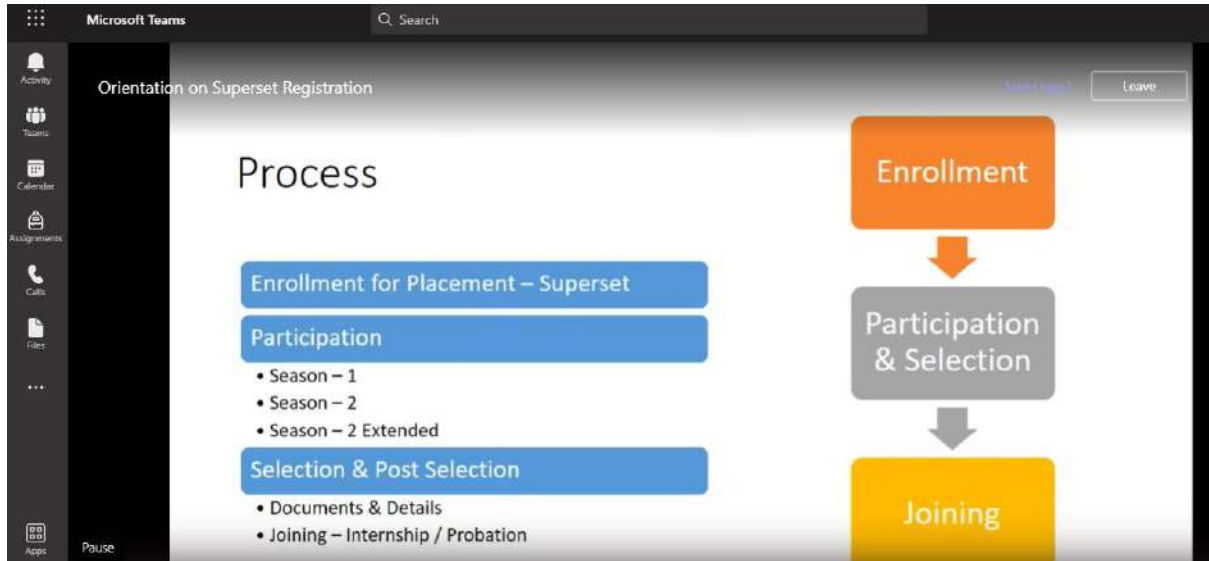 Microsoft Teams
Search
Activity
Teams
Calendar
Assignments
Calls
Files
Apps
Orientation on Superset Registration
Leave
Process
Enrollment for Placement – Superset
Participation
• Season – 1
• Season – 2
• Season – 2 Extended
Selection & Post Selection
• Documents & Details
• Joining – Internship / Probation
Enrollment
Participation
& Selection
Joining
Pause